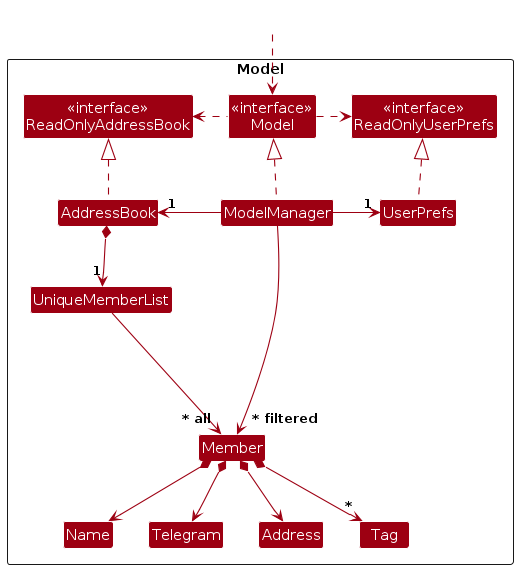 Model
«interface»
ReadOnlyAddressBook
«interface»
Model
«interface»
ReadOnlyUserPrefs
AddressBook
1
ModelManager
1
UserPrefs
1
UniqueMemberList
* all
* filtered
Member
*
Name
Telegram
Address
Tag